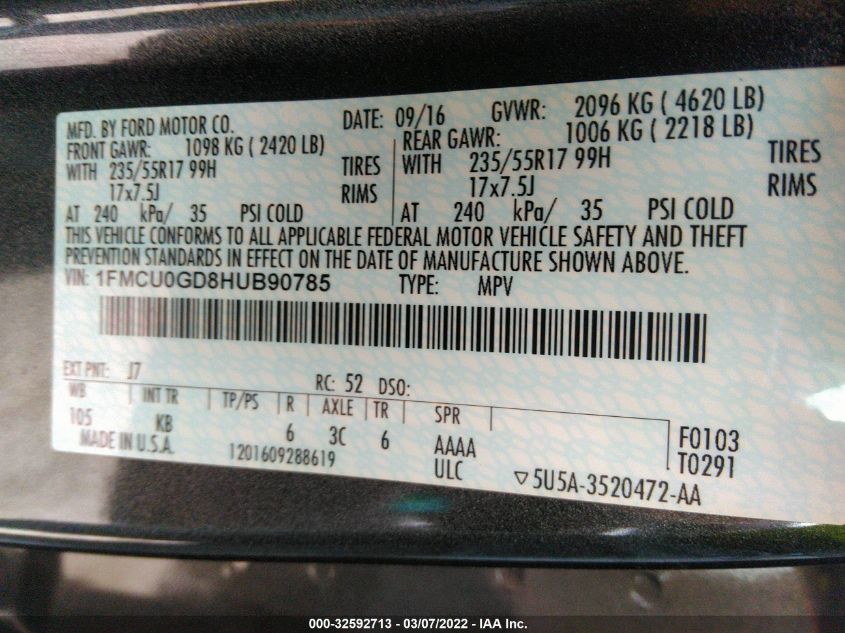 MFD. BY FORD MOTOR CO. DATE: 09/16 GVWR: 2096 KG ( 4620 LB)
FRONT GAWR: 1098 KG ( 2420 LB) REAR GAWR: 1006 KG ( 2218 LB)
WITH 235/55R17 99H TIRES WITH 235/55R17 99H TIRES
17x7.5J RIMS 17x7.5J RIMS
AT 240 kPa/ 35 PSI COLD AT 240 kPa/ 35 PSI COLD
THIS VEHICLE CONFORMS TO ALL APPLICABLE FEDERAL MOTOR VEHICLE SAFETY AND THEFT
PREVENTION STANDARDS IN EFFECT ON THE DATE OF MANUFACTURE SHOWN ABOVE.
VIN: 1FMCU0GD8HUB90785 TYPE: MPV
EXT PNT: J7 RC: 52 DSO:
WB INT TR TP/PS R AXLE TR SPR
105 KB 6 3C 6 AAAA F0103
MADE IN U.S.A. 1201609288619 ULC T0291
▽5U5A-3520472-AA
000-32592713 - 03/07/2022 - IAA Inc.